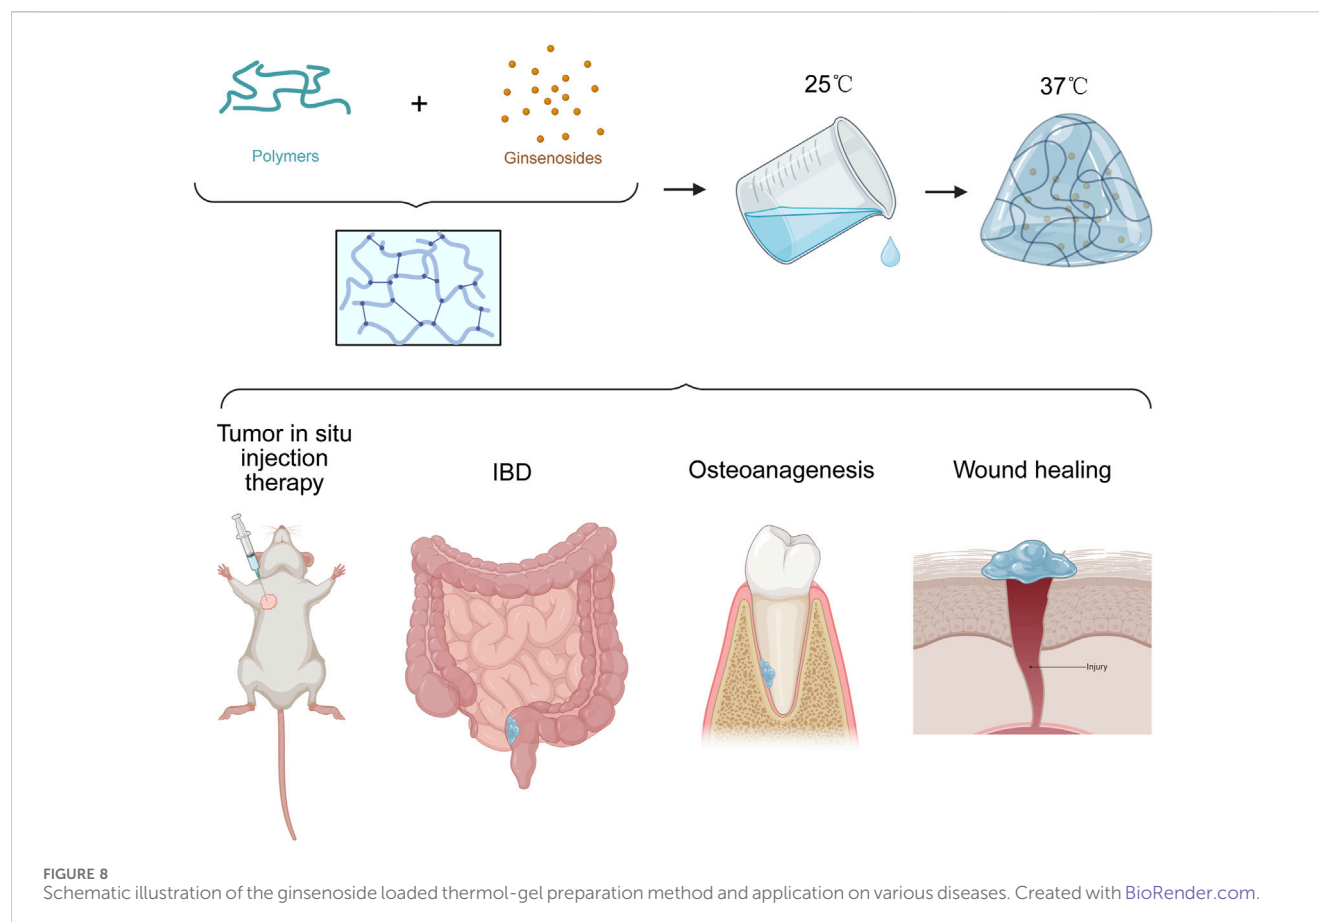 25℃
37℃
+
Polymers
Ginsenosides
Tumor in situ
injection
therapy
IBD
Osteoanagenesis
Wound healing
Injury
FIGURE 8
Schematic illustration of the ginsenoside loaded thermol-gel preparation method and application on various diseases. Created with BioRender.com.